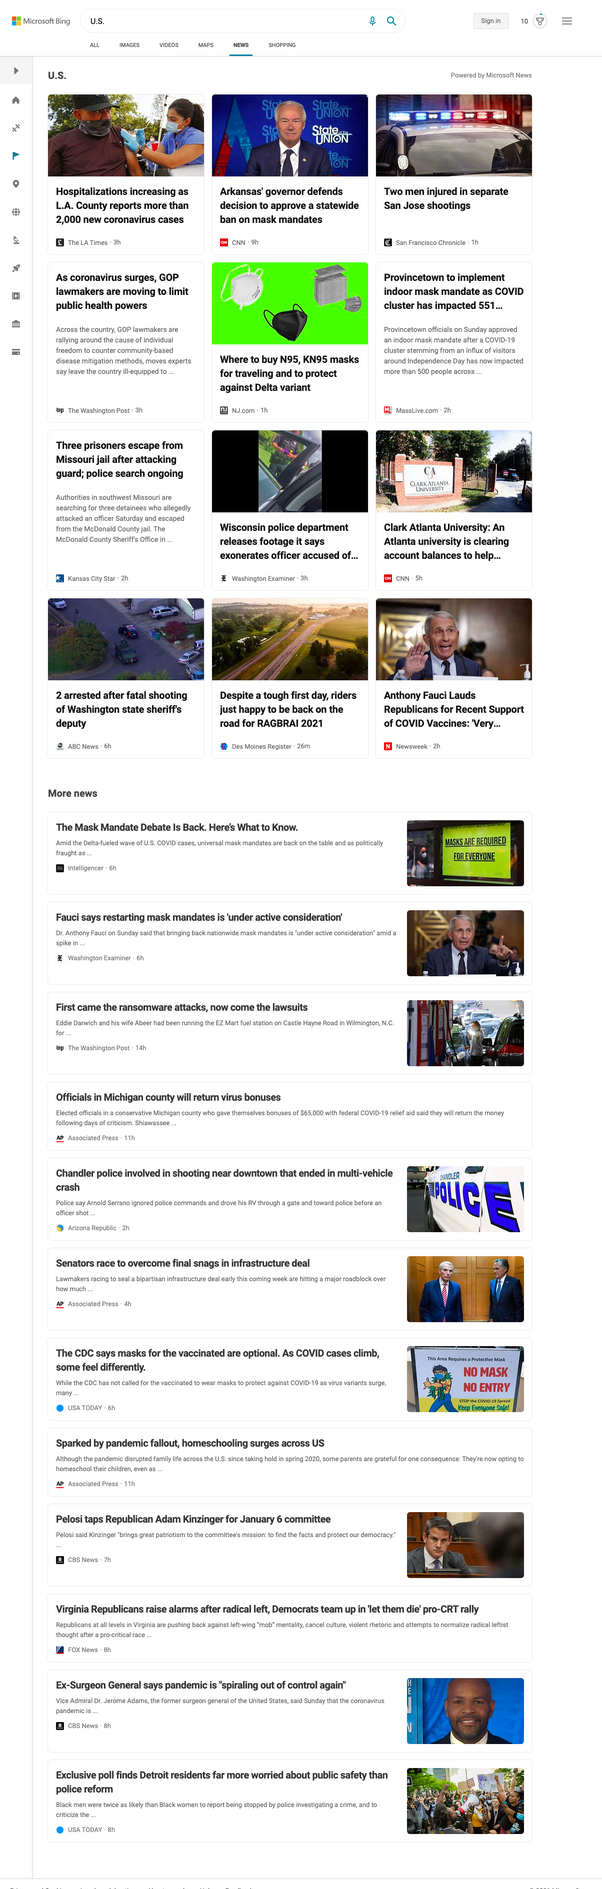 Microsoft Bing
U.S.
Sign in
10
ALL
IMAGES
VIDEOS
MAPS
NEWS
SHOPPING
U.S.
Powered by Microsoft News
Hospitalizations increasing as
L.A. County reports more than
2,000 new coronavirus cases
The LA Times · 3h
State
UNION
Arkansas' governor defends
decision to approve a statewide
ban on mask mandates
CNN · 9h
Two men injured in separate
San Jose shootings
San Francisco Chronicle · 1h
As coronavirus surges, GOP
lawmakers are moving to limit
public health powers
Across the country, GOP lawmakers are
rallying around the cause of individual
freedom to counter community-based
disease mitigation methods, moves experts
say leave the country ill-equipped to ...
The Washington Post · 3h
Where to buy N95, KN95 masks
for traveling and to protect
against Delta variant
NJ.com · 1h
Provincetown to implement
indoor mask mandate as COVID
cluster has impacted 551...
Provincetown officials on Sunday approved
an indoor mask mandate after a COVID-19
cluster stemming from an influx of visitors
around Independence Day has now impacted
more than 500 people across ...
MassLive.com · 2h
Three prisoners escape from
Missouri jail after attacking
guard; police search ongoing
Authorities in southwest Missouri are
searching for three detainees who allegedly
attacked an officer Saturday and escaped
from the McDonald County jail. The
McDonald County Sheriff's Office in ...
Kansas City Star · 2h
Wisconsin police department
releases footage it says
exonerates officer accused of...
Washington Examiner · 3h
CLARK ATLANTA
UNIVERSITY
Clark Atlanta University: An
Atlanta university is clearing
account balances to help...
CNN · 5h
2 arrested after fatal shooting
of Washington state sheriff's
deputy
ABC News · 6h
Despite a tough first day, riders
just happy to be back on the
road for RAGBRAI 2021
Des Moines Register · 26m
Anthony Fauci Lauds
Republicans for Recent Support
of COVID Vaccines: 'Very...
Newsweek · 2h
More news
The Mask Mandate Debate Is Back. Here's What to Know.
Amid the Delta-fueled wave of U.S. COVID cases, universal mask mandates are back on the table and as politically
fraught as ...
Intelligencer · 6h
MASKS ARE REQUIRED
FOR EVERYONE
Fauci says restarting mask mandates is 'under active consideration'
Dr. Anthony Fauci on Sunday said that bringing back nationwide mask mandates is "under active consideration" amid a
spike in ...
Washington Examiner · 6h
First came the ransomware attacks, now come the lawsuits
Eddie Darwich and his wife Abeer had been running the EZ Mart fuel station on Castle Hayne Road in Wilmington, N.C.
for ...
The Washington Post · 14h
Officials in Michigan county will return virus bonuses
Elected officials in a conservative Michigan county who gave themselves bonuses of $65,000 with federal COVID-19 relief aid said they will return the money
following days of criticism. Shiawassee ...
Associated Press · 11h
Chandler police involved in shooting near downtown that ended in multi-vehicle
crash
Police say Arnold Serrano ignored police commands and drove his RV through a gate and toward police before an
officer shot ...
Arizona Republic · 2h
CHANDLER
POLICE
Senators race to overcome final snags in infrastructure deal
Lawmakers racing to seal a bipartisan infrastructure deal early this coming week are hitting a major roadblock over
how much ...
Associated Press · 4h
The CDC says masks for the vaccinated are optional. As COVID cases climb,
some feel differently.
While the CDC has not called for the vaccinated to wear masks to protect against COVID-19 as virus variants surge,
many ...
USA TODAY · 6h
This Area Requires a Protective Mask
NO MASK
NO ENTRY
STOP the COVID-19 Spread
Keep Everyone Safe!
Sparked by pandemic fallout, homeschooling surges across US
Although the pandemic disrupted family life across the U.S. since taking hold in spring 2020, some parents are grateful for one consequence: They're now opting to
homeschool their children, even as ...
Associated Press · 11h
Pelosi taps Republican Adam Kinzinger for January 6 committee
Pelosi said Kinzinger "brings great patriotism to the committee's mission: to find the facts and protect our democracy."
...
CBS News · 7h
Virginia Republicans raise alarms after radical left, Democrats team up in 'let them die' pro-CRT rally
Republicans at all levels in Virginia are pushing back against left-wing "mob" mentality, cancel culture, violent rhetoric and attempts to normalize radical leftist
thought after a pro-critical race ...
FOX News · 8h
Ex-Surgeon General says pandemic is "spiraling out of control again"
Vice Admiral Dr. Jerome Adams, the former surgeon general of the United States, said Sunday that the coronavirus
pandemic is ...
CBS News · 8h
Exclusive poll finds Detroit residents far more worried about public safety than
police reform
Black men were twice as likely than Black women to report being stopped by police investigating a crime, and to
criticize the ...
USA TODAY · 8h